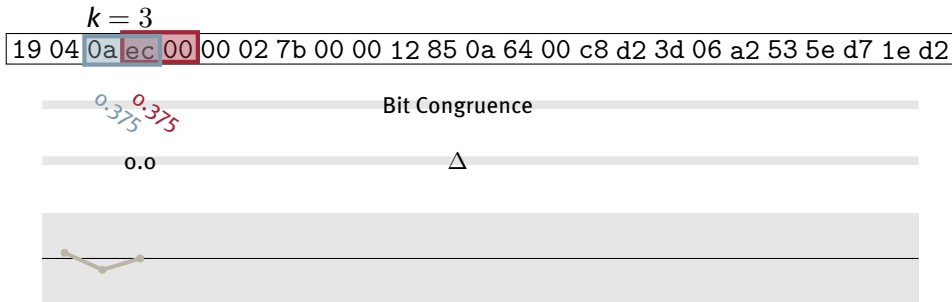 k = 3
19 04 0a ec 00 00 02 7b 00 00 12 85 0a 64 00 c8 d2 3d 06 a2 53 5e d7 1e d2
0.375 0.375 Bit Congruence
0.0 Δ